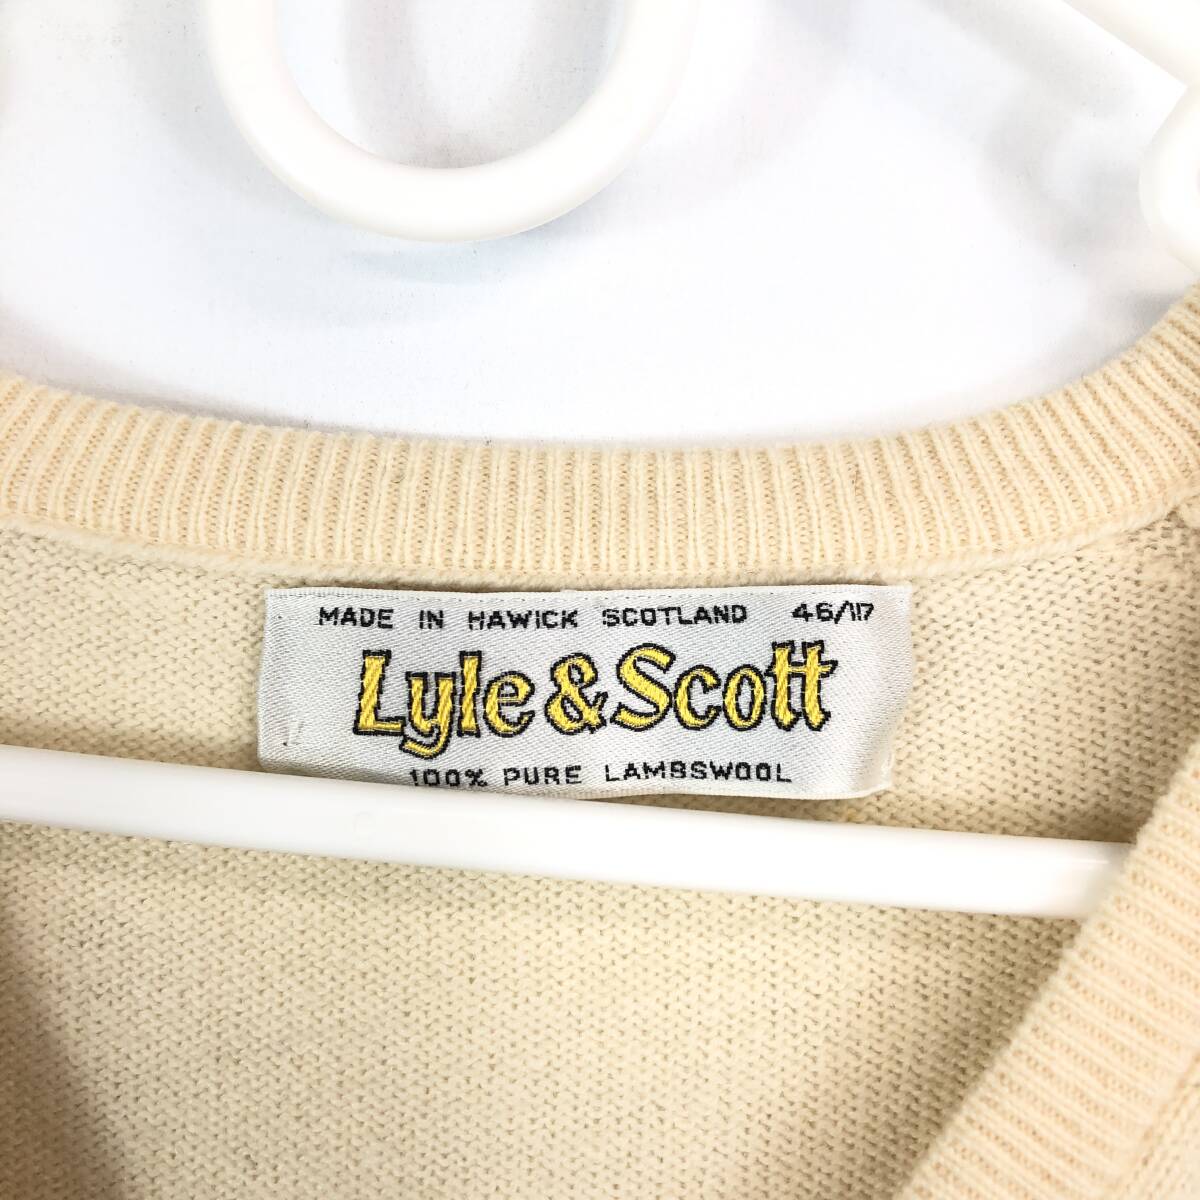 MADE IN HAWICK SCOTLAND 46/117
Lyle & Scott
100% PURE LAMBSWOOL